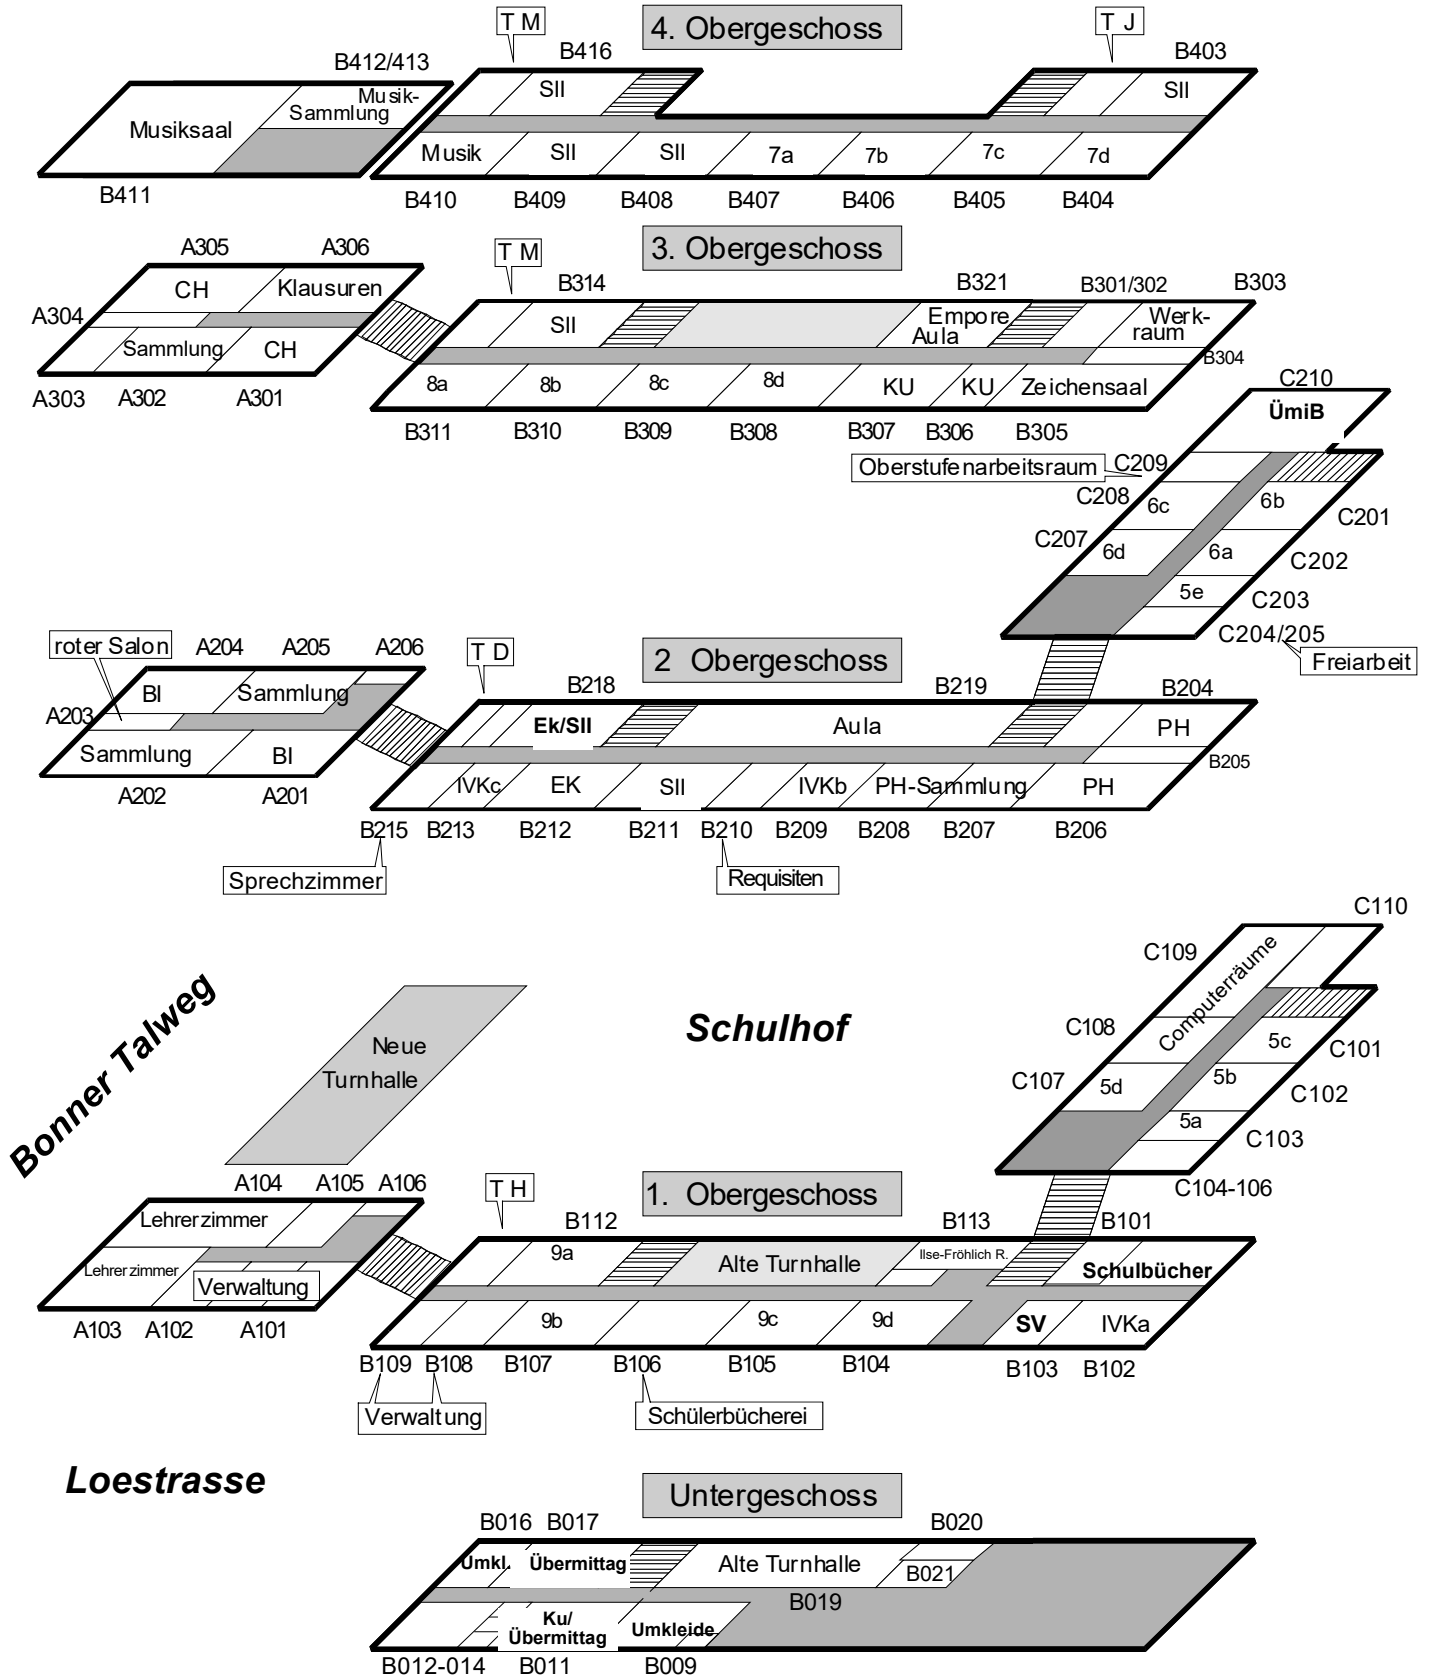 T M
4. Obergeschoss
T J
B412/413
B416
B403
Musiksaal
Musik-
Sammlung
SII
SII
Musik
SII
SII
7a
7b
7c
7d
B411
B410
B409
B408
B407
B406
B405
B404
A305
A306
T M
3. Obergeschoss
B314
B321
B301/302
B303
A304
CH
Klausuren
SII
Empore
Aula
Werk-
raum
Sammlung
CH
B304
8a
8b
8c
8d
KU
KU
Zeichensaal
A303
A302
A301
B311
B310
B309
B308
B307
B306
B305
C210
ÜmiB
Oberstufenarbeitsraum
C209
C208
6c
6b
C201
C207
6d
6a
C202
5e
C203
C204/205
Freiarbeit
roter Salon
A204
A205
A206
T D
2 Obergeschoss
B218
B219
B204
A203
BI
Sammlung
Ek/SII
Aula
PH
Sammlung
BI
B205
IVKc
EK
SII
IVKb
PH-Sammlung
PH
A202
A201
B215
B213
B212
B211
B210
B209
B208
B207
B206
Sprechzimmer
Requisiten
C110
C109
Computerräume
C108
5c
C101
C107
5d
5b
C102
5a
C103
C104-106
Bonner Talweg
Neue
Turnhalle
Schulhof
A104
A105
A106
T H
1. Obergeschoss
B112
B113
B101
Lehrerzimmer
9a
Alte Turnhalle
Ilse-Fröhlich R.
Schulbücher
Lehrerzimmer
Verwaltung
9b
9c
9d
SV
IVKa
A103
A102
A101
B109
B108
B107
B106
B105
B104
B103
B102
Verwaltung
Schülerbücherei
Loestrasse
Untergeschoss
B016
B017
B020
Umkl.
Übermittag
Alte Turnhalle
B021
B019
Ku/
Übermittag
Umkleide
B012-014
B011
B009